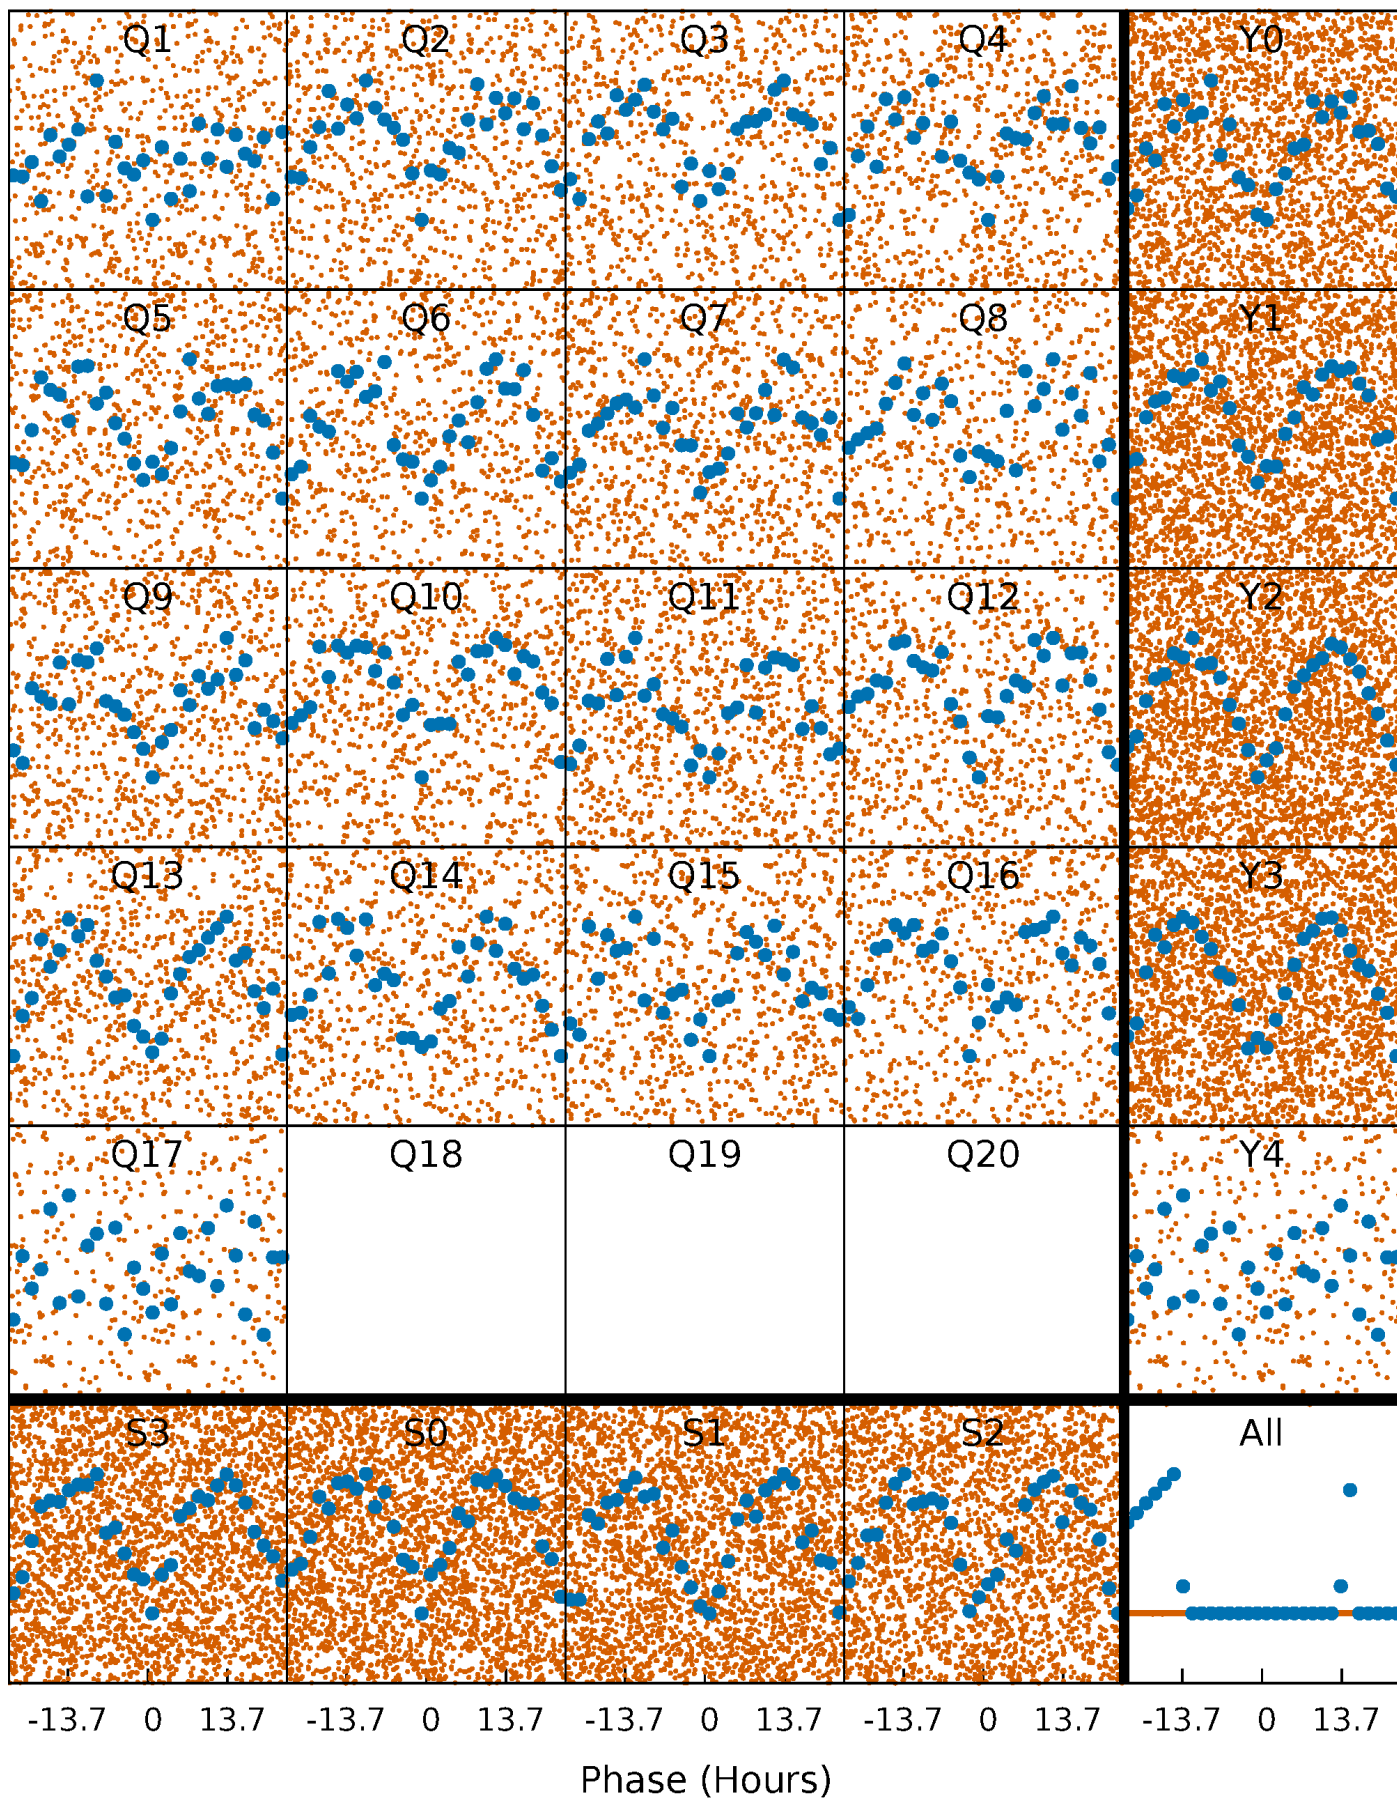 Q1 Q2 Q3 Q4 Y0
Q5 Q6 Q7 Q8 Y1
Q9 Q10 Q11 Q12 Y2
Q13 Q14 Q15 Q16 Y3
Q17 Q18 Q19 Q20 Y4
S3 S0 S1 S2 All
-13.7 0 13.7 -13.7 0 13.7 -13.7 0 13.7 -13.7 0 13.7 -13.7 0 13.7
Phase (Hours)